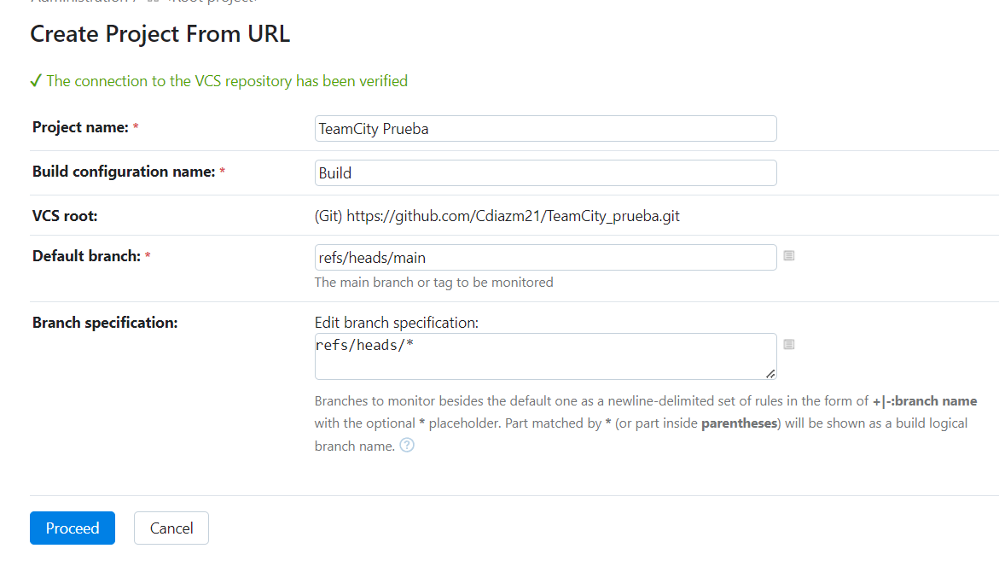 Administration / <Root project>
Create Project From URL
✓ The connection to the VCS repository has been verified
Project name: * TeamCity Prueba
Build configuration name: * Build
VCS root: (Git) https://github.com/Cdiazm21/TeamCity_prueba.git
Default branch: * refs/heads/main
The main branch or tag to be monitored
Branch specification: Edit branch specification:
refs/heads/*
Branches to monitor besides the default one as a newline-delimited set of rules in the form of +|-:branch name
with the optional * placeholder. Part matched by * (or part inside parentheses) will be shown as a build logical
branch name. ?
Proceed Cancel